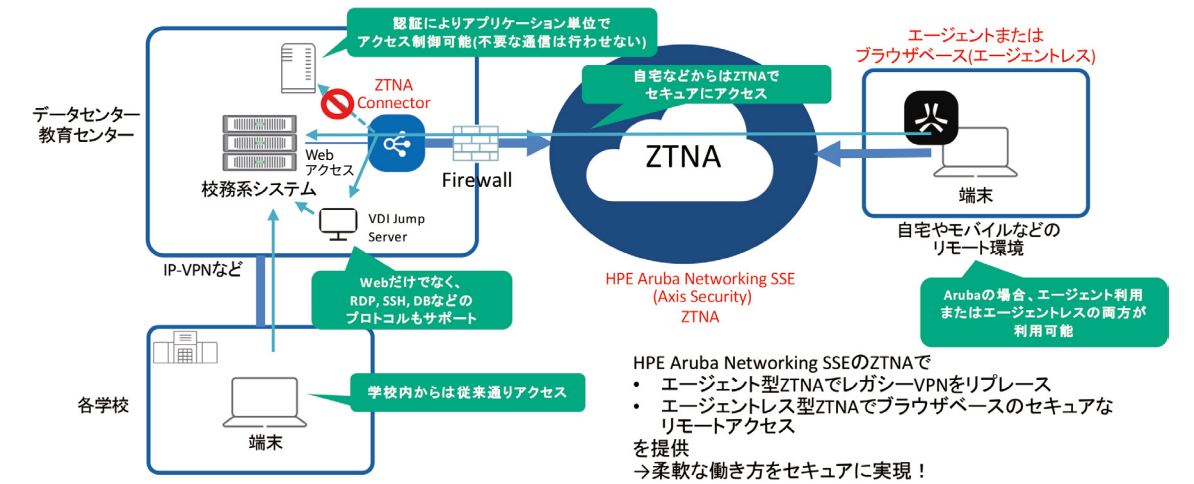 認証によりアプリケーション単位で
アクセス制御可能(不要な通信は行わせない)
データセンター
教育センター
ZTNA
Connector
Web
アクセス
校務系システム
VDI Jump
Server
Firewall
IP-VPNなど
Webだけでなく、
RDP, SSH, DBなどの
プロトコルもサポート
自宅などからはZTNAで
セキュアにアクセス
ZTNA
HPE Aruba Networking SSE
(Axis Security)
ZTNA
エージェントまたは
ブラウザベース(エージェントレス)
端末
自宅やモバイルなどの
リモート環境
Arubaの場合、エージェント利用
またはエージェントレスの両方が
利用可能
各学校
端末
学校内からは従来通りアクセス
HPE Aruba Networking SSEのZTNAで
• エージェント型ZTNAでレガシーVPNをリプレース
• エージェントレス型ZTNAでブラウザベースのセキュアな
リモートアクセス
を提供
→柔軟な働き方をセキュアに実現！